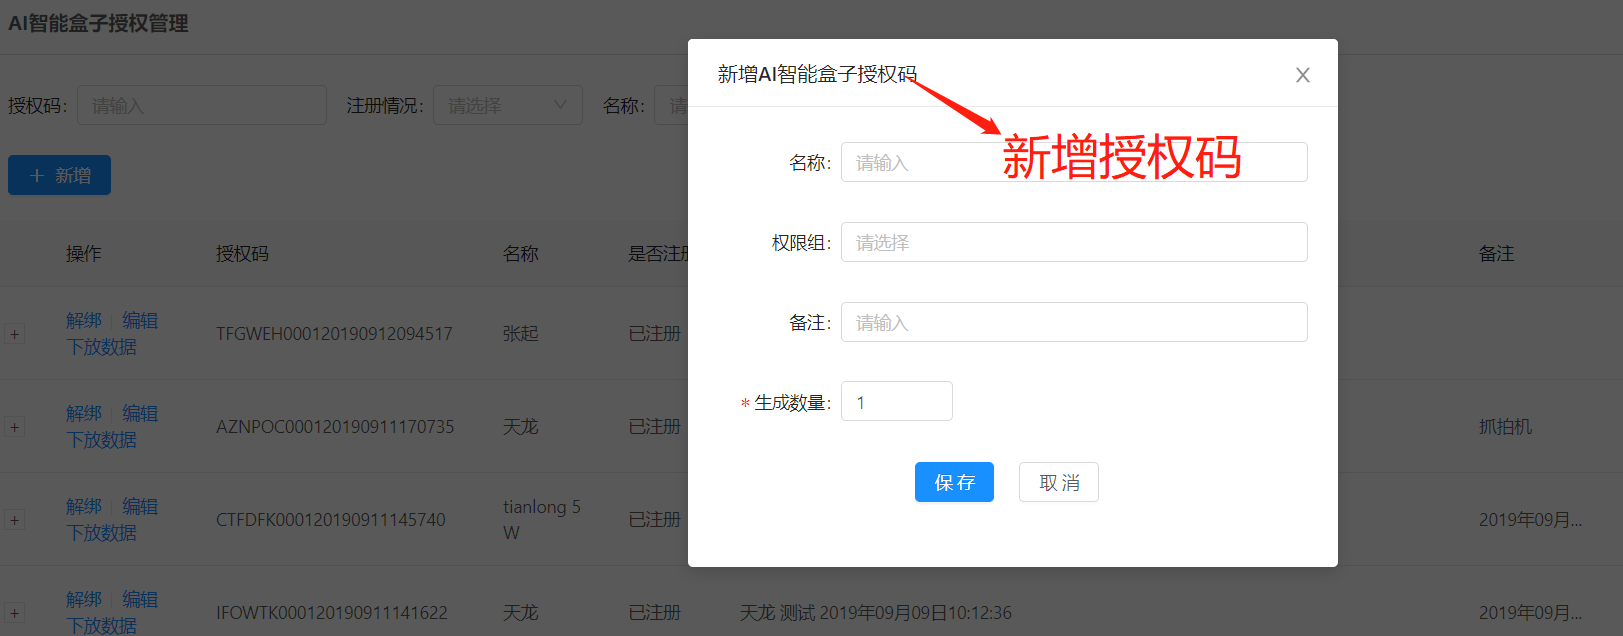 AI智能盒子授权管理
新增AI智能盒子授权码
授权码: 请输入 注册情况: 请选择 名称: 请
新增授权码
名称: 请输入
+ 新增
权限组: 请选择
操作 授权码 名称 是否注册 备注
备注: 请输入
解绑 编辑
下放数据
TFGWEH000120190912094517 张起 已注册
* 生成数量: 1
解绑 编辑
下放数据
AZNPOC000120190911170735 天龙 已注册 抓拍机
保存 取消
解绑 编辑
下放数据
CTFDFK000120190911145740 tianlong 5
W
已注册 2019年09月...
解绑 编辑
下放数据
IFOWTK000120190911141622 天龙 已注册 天龙 测试 2019年09月09日10:12:36 2019年09月...